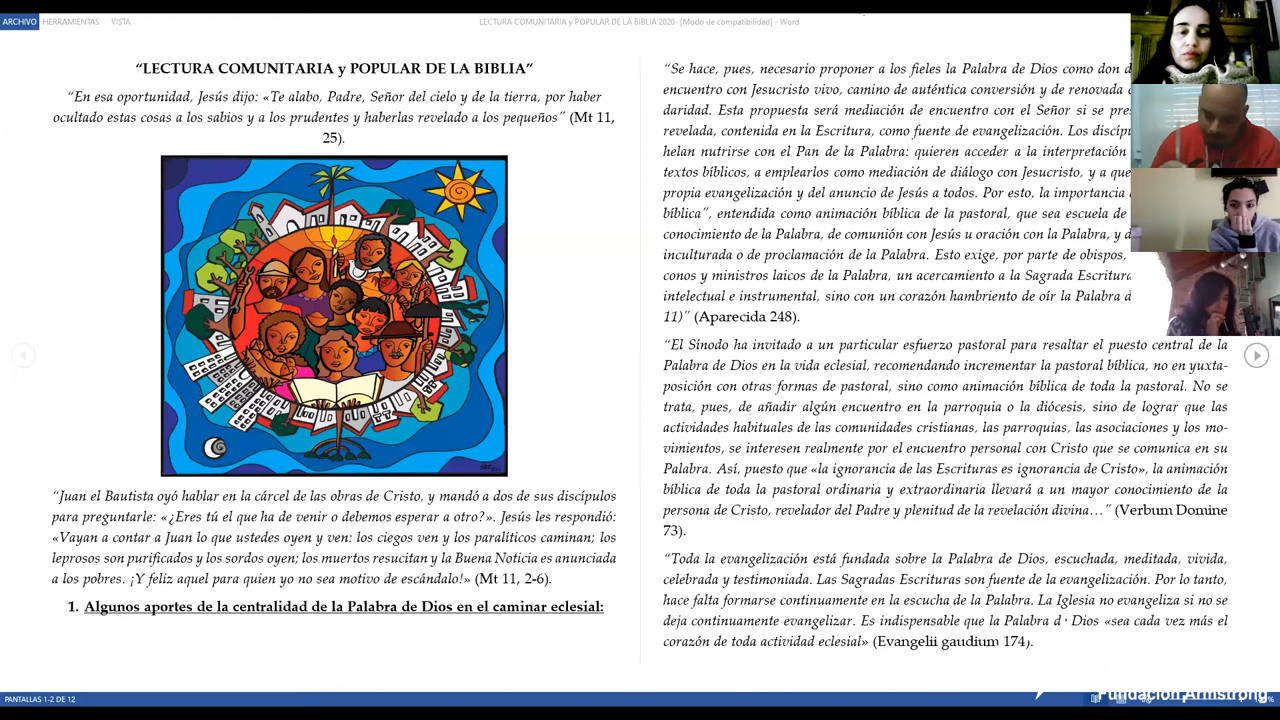 ARCHIVO HERRAMIENTAS VISTA
LECTURA COMUNITARIA y POPULAR DE LA BIBLIA 2020- [Modo de compatibilidad] - Word
“LECTURA COMUNITARIA y POPULAR DE LA BIBLIA”
“En esa oportunidad, Jesús dijo: «Te alabo, Padre, Señor del cielo y de la tierra, por haber
ocultado estas cosas a los sabios y a los prudentes y haberlas revelado a los pequeños” (Mt 11,
25).
“Juan el Bautista oyó hablar en la cárcel de las obras de Cristo, y mandó a dos de sus discípulos
para preguntarle: «¿Eres tú el que ha de venir o debemos esperar a otro?». Jesús les respondió:
«Vayan a contar a Juan lo que ustedes oyen y ven: los ciegos ven y los paralíticos caminan; los
leprosos son purificados y los sordos oyen; los muertos resucitan y la Buena Noticia es anunciada
a los pobres. ¡Y feliz aquel para quien yo no sea motivo de escándalo!» (Mt 11, 2-6).
1. Algunos aportes de la centralidad de la Palabra de Dios en el caminar eclesial:
“Se hace, pues, necesario proponer a los fieles la Palabra de Dios como don d
encuentro con Jesucristo vivo, camino de auténtica conversión y de renovada
daridad. Esta propuesta será mediación de encuentro con el Señor si se pres
revelada, contenida en la Escritura, como fuente de evangelización. Los discípu
helan nutrirse con el Pan de la Palabra: quieren acceder a la interpretación
textos bíblicos, a emplearlos como mediación de diálogo con Jesucristo, y a que
propia evangelización y del anuncio de Jesús a todos. Por esto, la importancia
bíblica”, entendida como animación bíblica de la pastoral, que sea escuela de
conocimiento de la Palabra, de comunión con Jesús u oración con la Palabra, y d
inculturada o de proclamación de la Palabra. Esto exige, por parte de obispos,
conos y ministros laicos de la Palabra, un acercamiento a la Sagrada Escritura
intelectual e instrumental, sino con un corazón hambriento de oír la Palabra d
11)” (Aparecida 248).
“El Sínodo ha invitado a un particular esfuerzo pastoral para resaltar el puesto central de la
Palabra de Dios en la vida eclesial, recomendando incrementar la pastoral bíblica, no en yuxta-
posición con otras formas de pastoral, sino como animación bíblica de toda la pastoral. No se
trata, pues, de añadir algún encuentro en la parroquia o la diócesis, sino de lograr que las
actividades habituales de las comunidades cristianas, las parroquias, las asociaciones y los mo-
vimientos, se interesen realmente por el encuentro personal con Cristo que se comunica en su
Palabra. Así, puesto que «la ignorancia de las Escrituras es ignorancia de Cristo», la animación
bíblica de toda la pastoral ordinaria y extraordinaria llevará a un mayor conocimiento de la
persona de Cristo, revelador del Padre y plenitud de la revelación divina…” (Verbum Domine
73).
“Toda la evangelización está fundada sobre la Palabra de Dios, escuchada, meditada, vivida,
celebrada y testimoniada. Las Sagradas Escrituras son fuente de la evangelización. Por lo tanto,
hace falta formarse continuamente en la escucha de la Palabra. La Iglesia no evangeliza si no se
deja continuamente evangelizar. Es indispensable que la Palabra d Dios «sea cada vez más el
corazón de toda actividad eclesial» (Evangelii gaudium 174).
PANTALLAS 1-2 DE 12
Fundación Armstrong